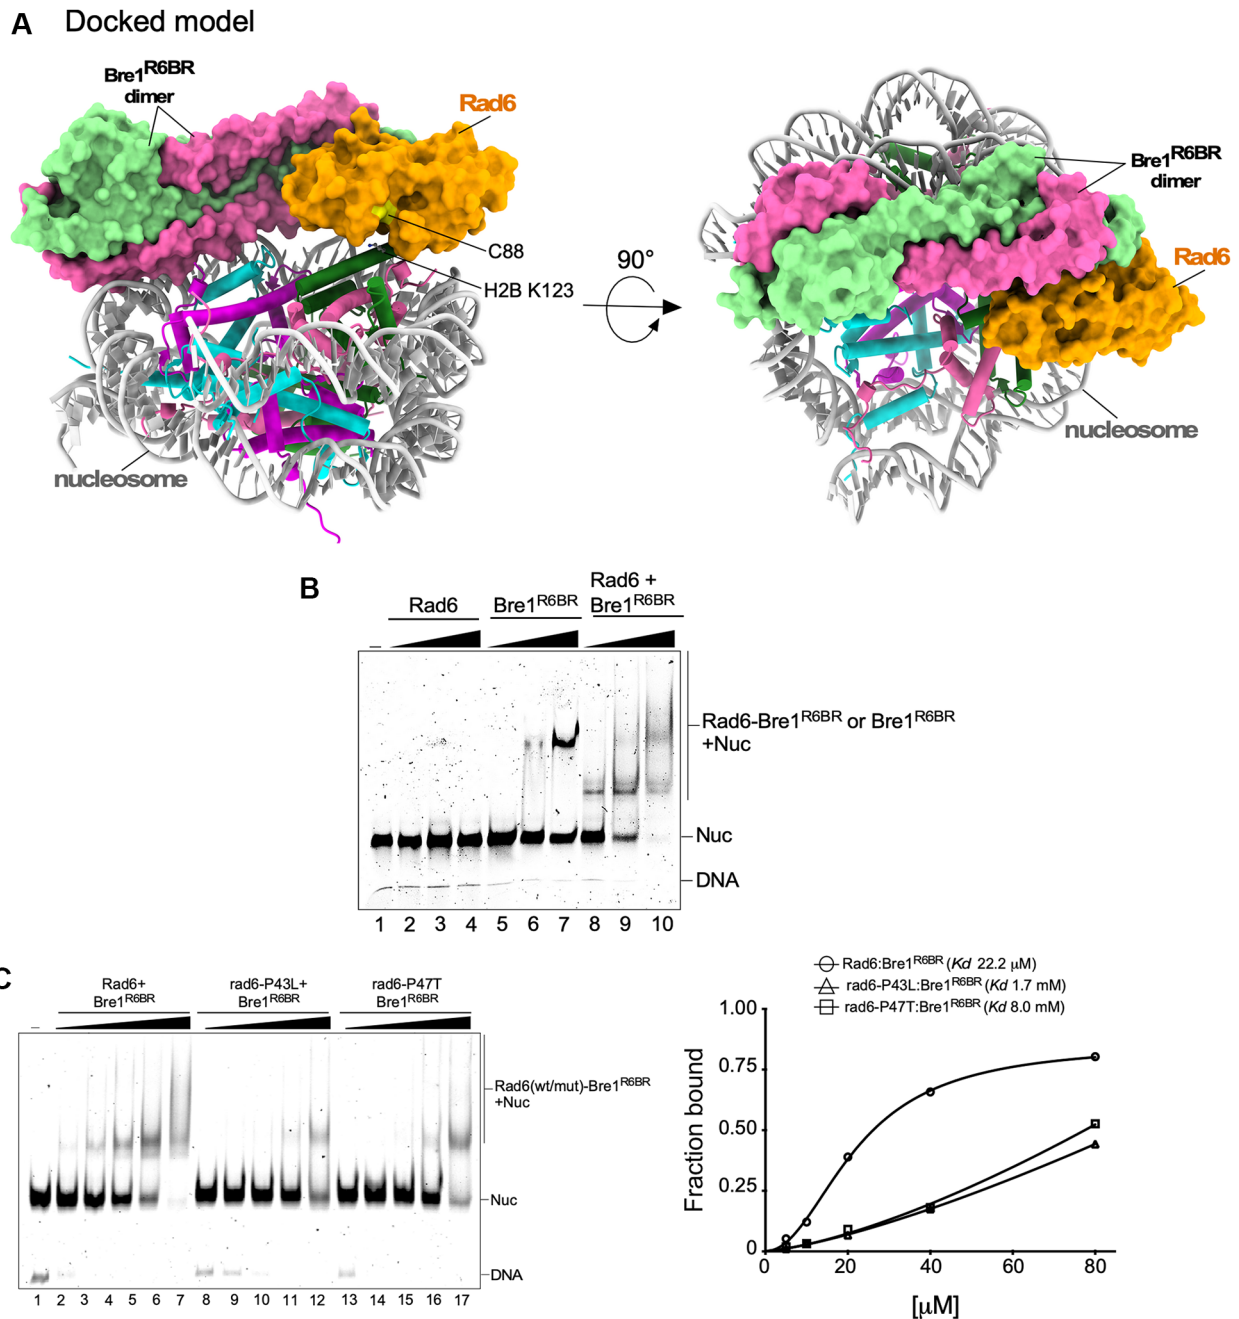 A Docked model
Bre1R6BR
dimer
Rad6
C88
H2B K123
nucleosome
90°
Bre1R6BR
dimer
Rad6
nucleosome
B
Rad6
Bre1R6BR
Rad6 +
Bre1R6BR
–
Rad6-Bre1R6BR or Bre1R6BR
+Nuc
Nuc
DNA
1 2 3 4 5 6 7 8 9 10
C
Rad6+
Bre1R6BR
rad6-P43L+
Bre1R6BR
rad6-P47T
Bre1R6BR
–
Rad6(wt/mut)-Bre1R6BR
+Nuc
Nuc
DNA
1 2 3 4 5 6 7 8 9 10 11 12 13 14 15 16 17
Rad6:Bre1R6BR (Kd 22.2 µM)
rad6-P43L:Bre1R6BR (Kd 1.7 mM)
rad6-P47T:Bre1R6BR (Kd 8.0 mM)
1.00
0.75
0.50
0.25
0
Fraction bound
0 20 40 60 80
[µM]